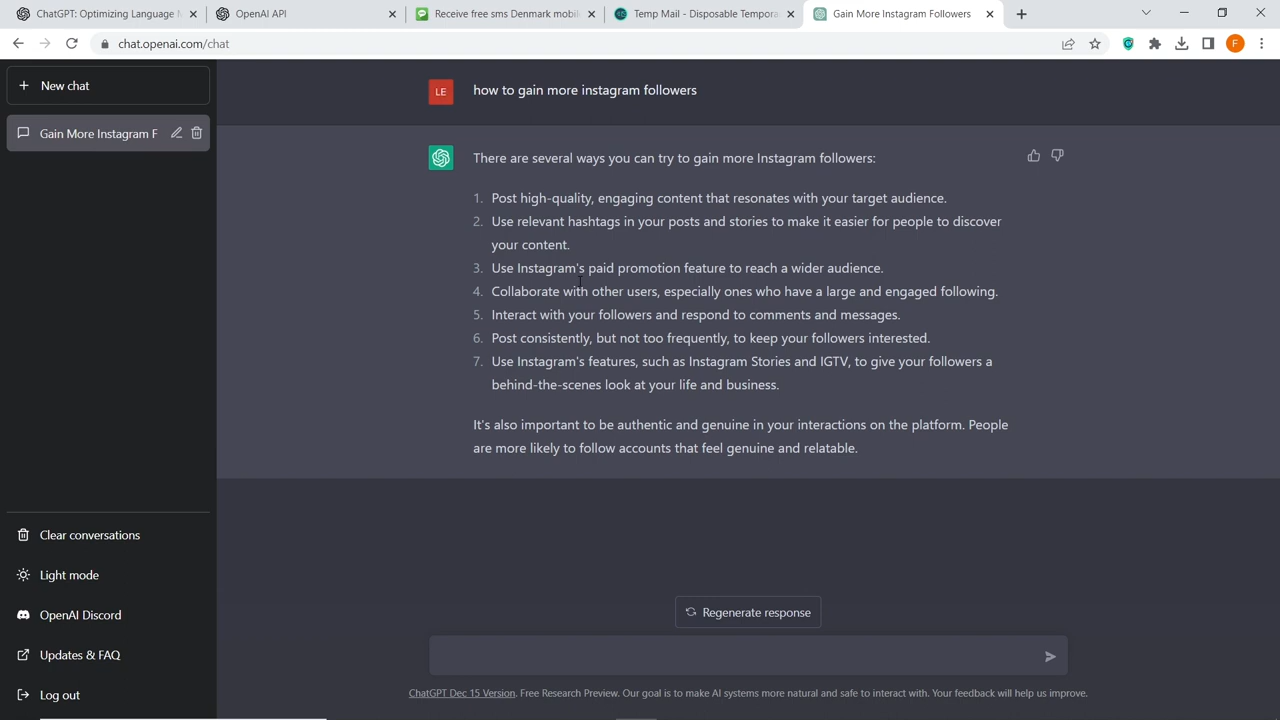 ChatGPT: Optimizing Language M
OpenAI API
Receive free sms Denmark mobil
Temp Mail - Disposable Tempora
Gain More Instagram Followers
chat.openai.com/chat
F
New chat
Gain More Instagram F
LE
how to gain more instagram followers
There are several ways you can try to gain more Instagram followers:
1. Post high-quality, engaging content that resonates with your target audience.
2. Use relevant hashtags in your posts and stories to make it easier for people to discover
your content.
3. Use Instagram's paid promotion feature to reach a wider audience.
4. Collaborate with other users, especially ones who have a large and engaged following.
5. Interact with your followers and respond to comments and messages.
6. Post consistently, but not too frequently, to keep your followers interested.
7. Use Instagram's features, such as Instagram Stories and IGTV, to give your followers a
behind-the-scenes look at your life and business.
It's also important to be authentic and genuine in your interactions on the platform. People
are more likely to follow accounts that feel genuine and relatable.
Clear conversations
Light mode
OpenAI Discord
Updates & FAQ
Log out
Regenerate response
ChatGPT Dec 15 Version. Free Research Preview. Our goal is to make AI systems more natural and safe to interact with. Your feedback will help us improve.